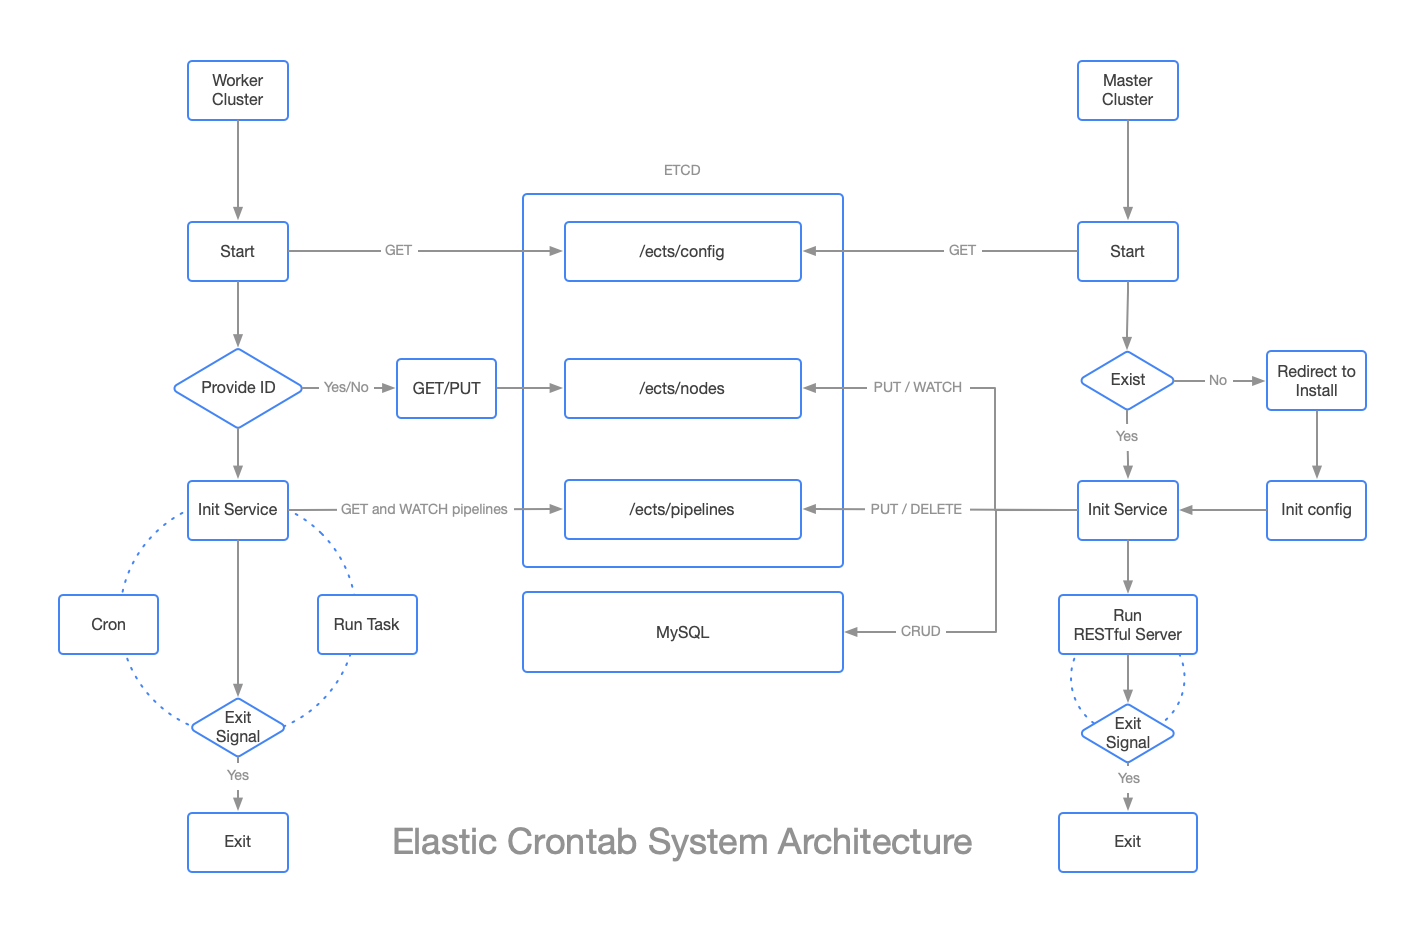 Worker
Cluster
Master
Cluster
ETCD
Start
GET
/ects/config
GET
Start
Provide ID
Yes/No
GET/PUT
/ects/nodes
PUT / WATCH
Exist
No
Redirect to
Install
Yes
Init Service
GET and WATCH pipelines
/ects/pipelines
PUT / DELETE
Init Service
Init config
Cron
Run Task
MySQL
CRUD
Run
RESTful Server
Exit
Signal
Exit
Signal
Yes
Yes
Exit
Elastic Crontab System Architecture
Exit